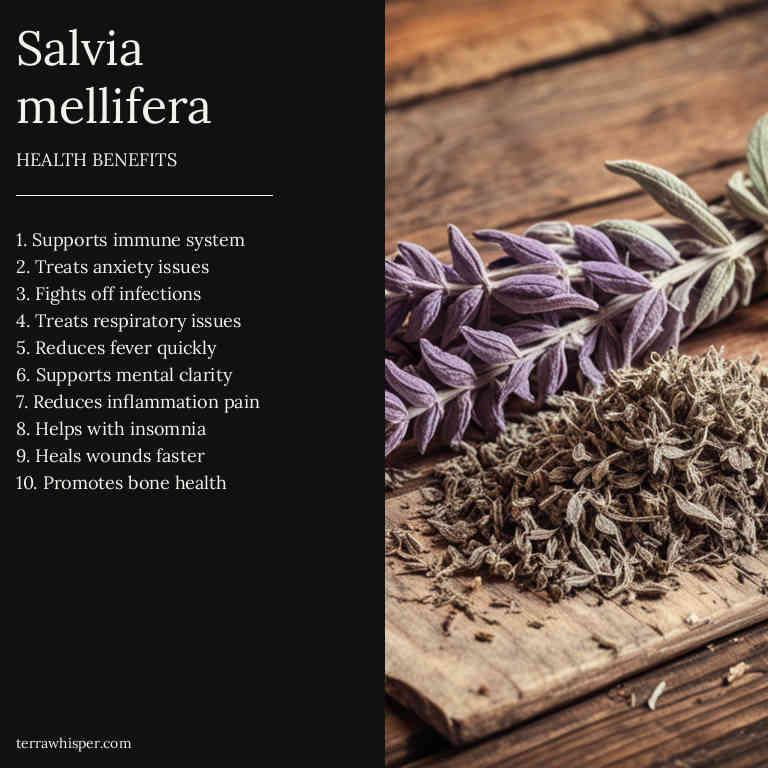 Salvia
mellifera
HEALTH BENEFITS
1. Supports immune system
2. Treats anxiety issues
3. Fights off infections
4. Treats respiratory issues
5. Reduces fever quickly
6. Supports mental clarity
7. Reduces inflammation pain
8. Helps with insomnia
9. Heals wounds faster
10. Promotes bone health
terrawhisper.com